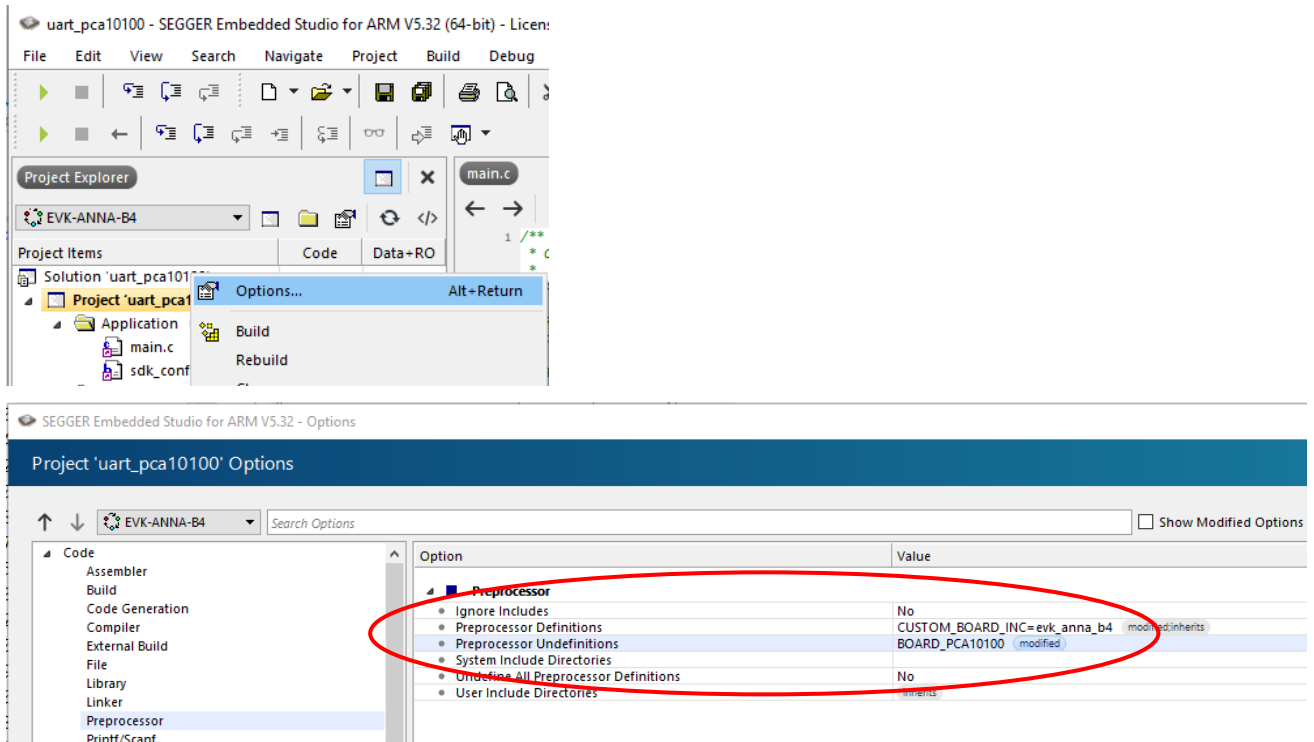 uart_pca10100 - SEGGER Embedded Studio for ARM V5.32 (64-bit) - Licen
File Edit View Search Navigate Project Build Debug
Project Explorer
main.c
EVK-ANNA-B4
Project Items Code Data+RO
1 /**
*
*
Solution 'uart_pca101
Project 'uart_pca1
Options... Alt+Return
Application
Build
main.c
Rebuild
sdk_conf
SEGGER Embedded Studio for ARM V5.32 - Options
Project 'uart_pca10100' Options
EVK-ANNA-B4 Search Options Show Modified Options
Code
Option Value
Assembler
Build
Preprocessor
Code Generation
Ignore Includes No
Compiler
Preprocessor Definitions CUSTOM_BOARD_INC=evk_anna_b4 modified;inherits
External Build
Preprocessor Undefinitions BOARD_PCA10100 modified
File
System Include Directories
Library
Undefine All Preprocessor Definitions No
Linker
User Include Directories inherits
Preprocessor
Printf/Scanf